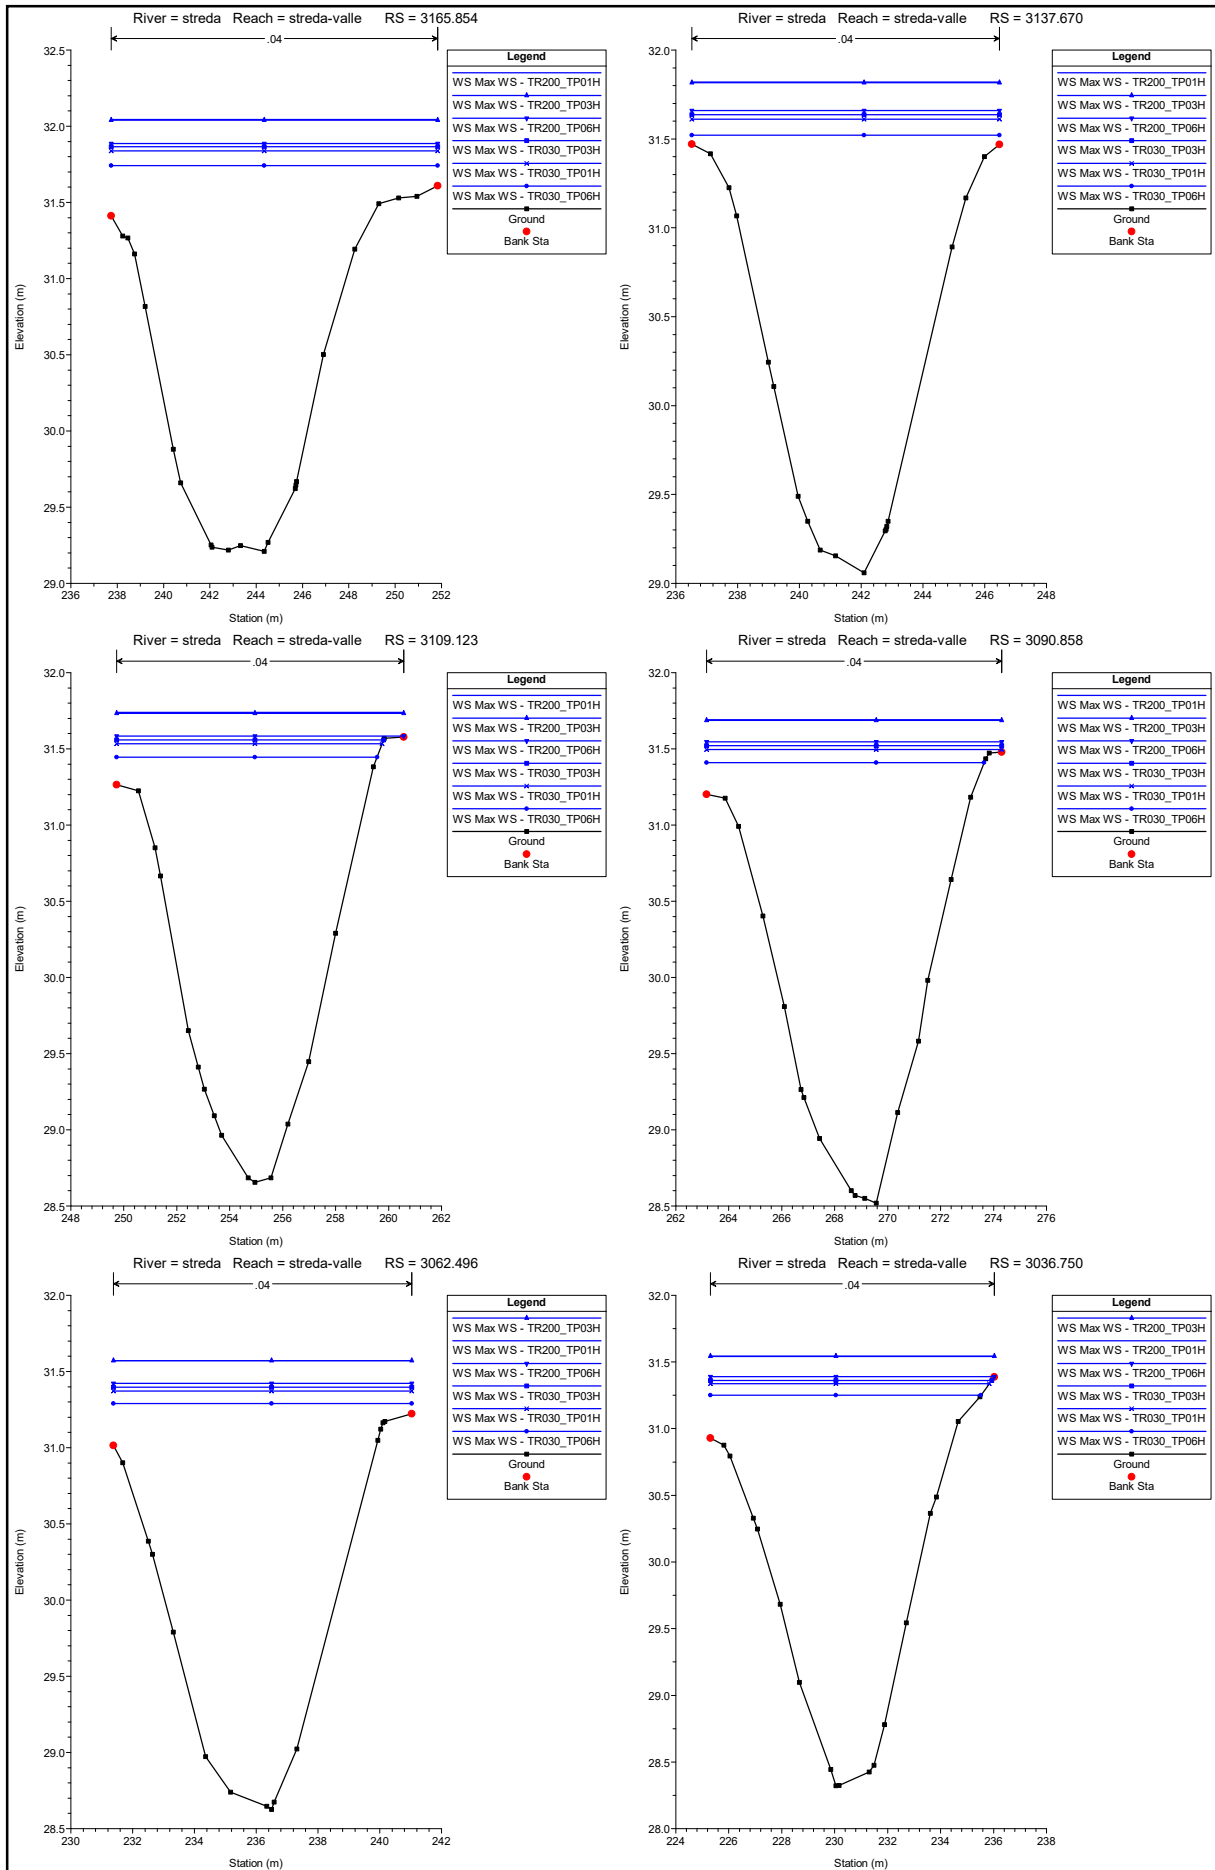 River = streda   Reach = streda-valle      RS = 3165.854
.04
Legend
WS Max WS - TR200_TP01H
WS Max WS - TR200_TP03H
WS Max WS - TR200_TP06H
WS Max WS - TR030_TP03H
WS Max WS - TR030_TP01H
WS Max WS - TR030_TP06H
Ground
Bank Sta
Elevation (m)
32.5
32.0
31.5
31.0
30.5
30.0
29.5
29.0
236 238 240 242 244 246 248 250 252
Station (m)
River = streda   Reach = streda-valle      RS = 3137.670
.04
Legend
WS Max WS - TR200_TP01H
WS Max WS - TR200_TP03H
WS Max WS - TR200_TP06H
WS Max WS - TR030_TP03H
WS Max WS - TR030_TP01H
WS Max WS - TR030_TP06H
Ground
Bank Sta
Elevation (m)
32.0
31.5
31.0
30.5
30.0
29.5
29.0
236 238 240 242 244 246 248
Station (m)
River = streda   Reach = streda-valle      RS = 3109.123
.04
Legend
WS Max WS - TR200_TP01H
WS Max WS - TR200_TP03H
WS Max WS - TR200_TP06H
WS Max WS - TR030_TP03H
WS Max WS - TR030_TP01H
WS Max WS - TR030_TP06H
Ground
Bank Sta
Elevation (m)
32.0
31.5
31.0
30.5
30.0
29.5
29.0
28.5
248 250 252 254 256 258 260 262
Station (m)
River = streda   Reach = streda-valle      RS = 3090.858
.04
Legend
WS Max WS - TR200_TP01H
WS Max WS - TR200_TP03H
WS Max WS - TR200_TP06H
WS Max WS - TR030_TP03H
WS Max WS - TR030_TP01H
WS Max WS - TR030_TP06H
Ground
Bank Sta
Elevation (m)
32.0
31.5
31.0
30.5
30.0
29.5
29.0
28.5
262 264 266 268 270 272 274 276
Station (m)
River = streda   Reach = streda-valle      RS = 3062.496
.04
Legend
WS Max WS - TR200_TP03H
WS Max WS - TR200_TP01H
WS Max WS - TR200_TP06H
WS Max WS - TR030_TP03H
WS Max WS - TR030_TP01H
WS Max WS - TR030_TP06H
Ground
Bank Sta
Elevation (m)
32.0
31.5
31.0
30.5
30.0
29.5
29.0
28.5
230 232 234 236 238 240 242
Station (m)
River = streda   Reach = streda-valle      RS = 3036.750
.04
Legend
WS Max WS - TR200_TP03H
WS Max WS - TR200_TP01H
WS Max WS - TR200_TP06H
WS Max WS - TR030_TP03H
WS Max WS - TR030_TP01H
WS Max WS - TR030_TP06H
Ground
Bank Sta
Elevation (m)
32.0
31.5
31.0
30.5
30.0
29.5
29.0
28.5
28.0
224 226 228 230 232 234 236 238
Station (m)